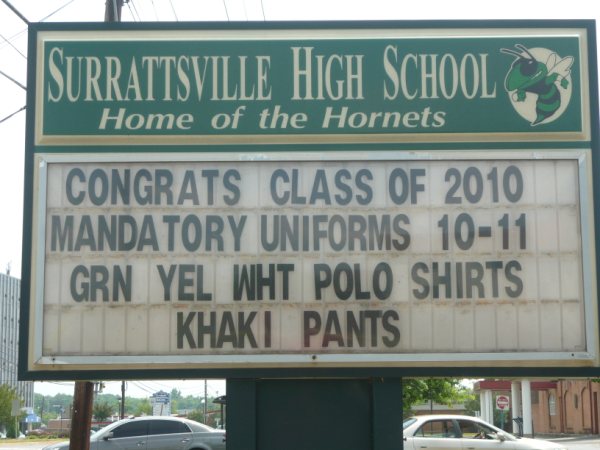 SURRATTSVILLE HIGH SCHOOL
Home of the Hornets
CONGRATS CLASS OF 2010
MANDATORY UNIFORMS 10-11
GRN YEL WHT POLO SHIRTS
KHAKI PANTS